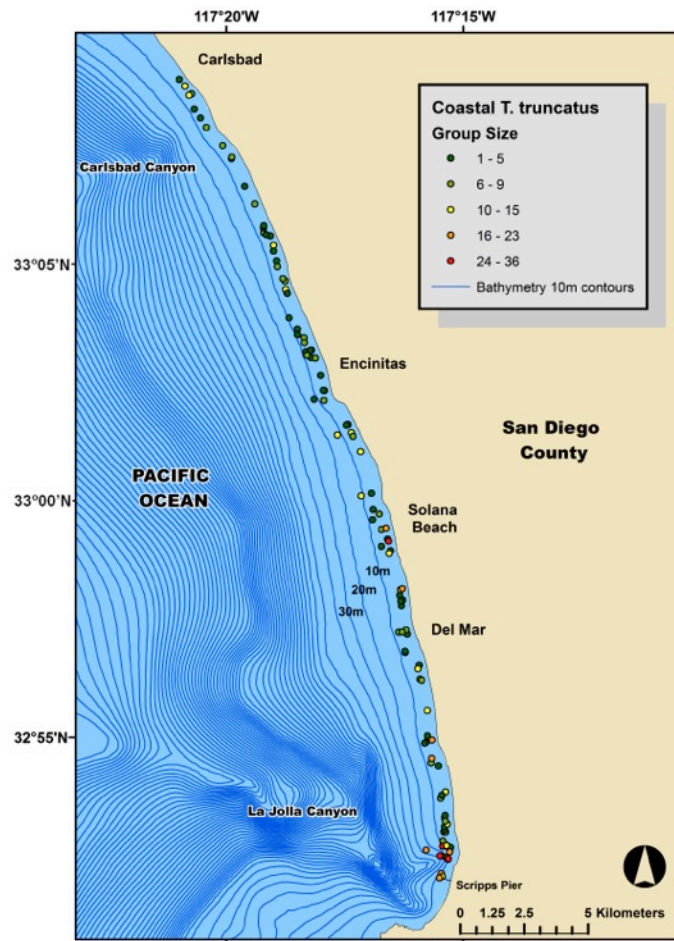 117°20'W 117°15'W
Carlsbad
Coastal T. truncatus
Group Size
1 - 5
6 - 9
10 - 15
16 - 23
24 - 36
Bathymetry 10m contours
Carlsbad Canyon
33°05'N
Encinitas
San Diego
County
PACIFIC
OCEAN
33°00'N
Solana
Beach
10m
20m
30m
Del Mar
32°55'N
La Jolla Canyon
Scripps Pier
0 1.25 2.5 5 Kilometers